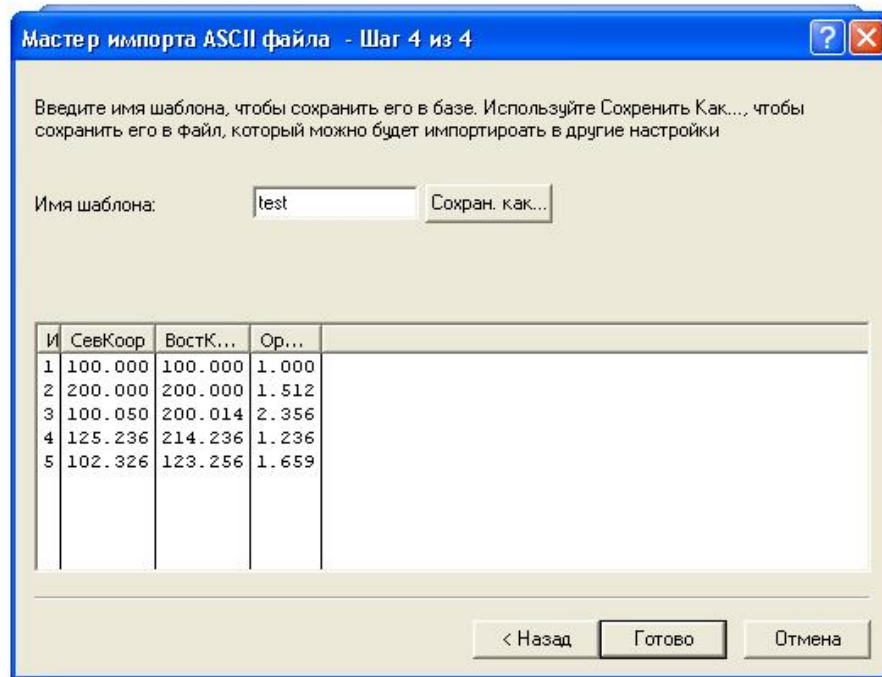 Мастер импорта ASCII файла - Шаг 4 из 4
Введите имя шаблона, чтобы сохранить его в базе. Используйте Сохренить Как..., чтобы
сохранить его в файл, который можно будет импортироать в другие настройки
Имя шаблона: test Сохран. как...
И СевКоор ВостК... Ор...
1 100.000 100.000 1.000
2 200.000 200.000 1.512
3 100.050 200.014 2.356
4 125.236 214.236 1.236
5 102.326 123.256 1.659
< Назад Готово Отмена